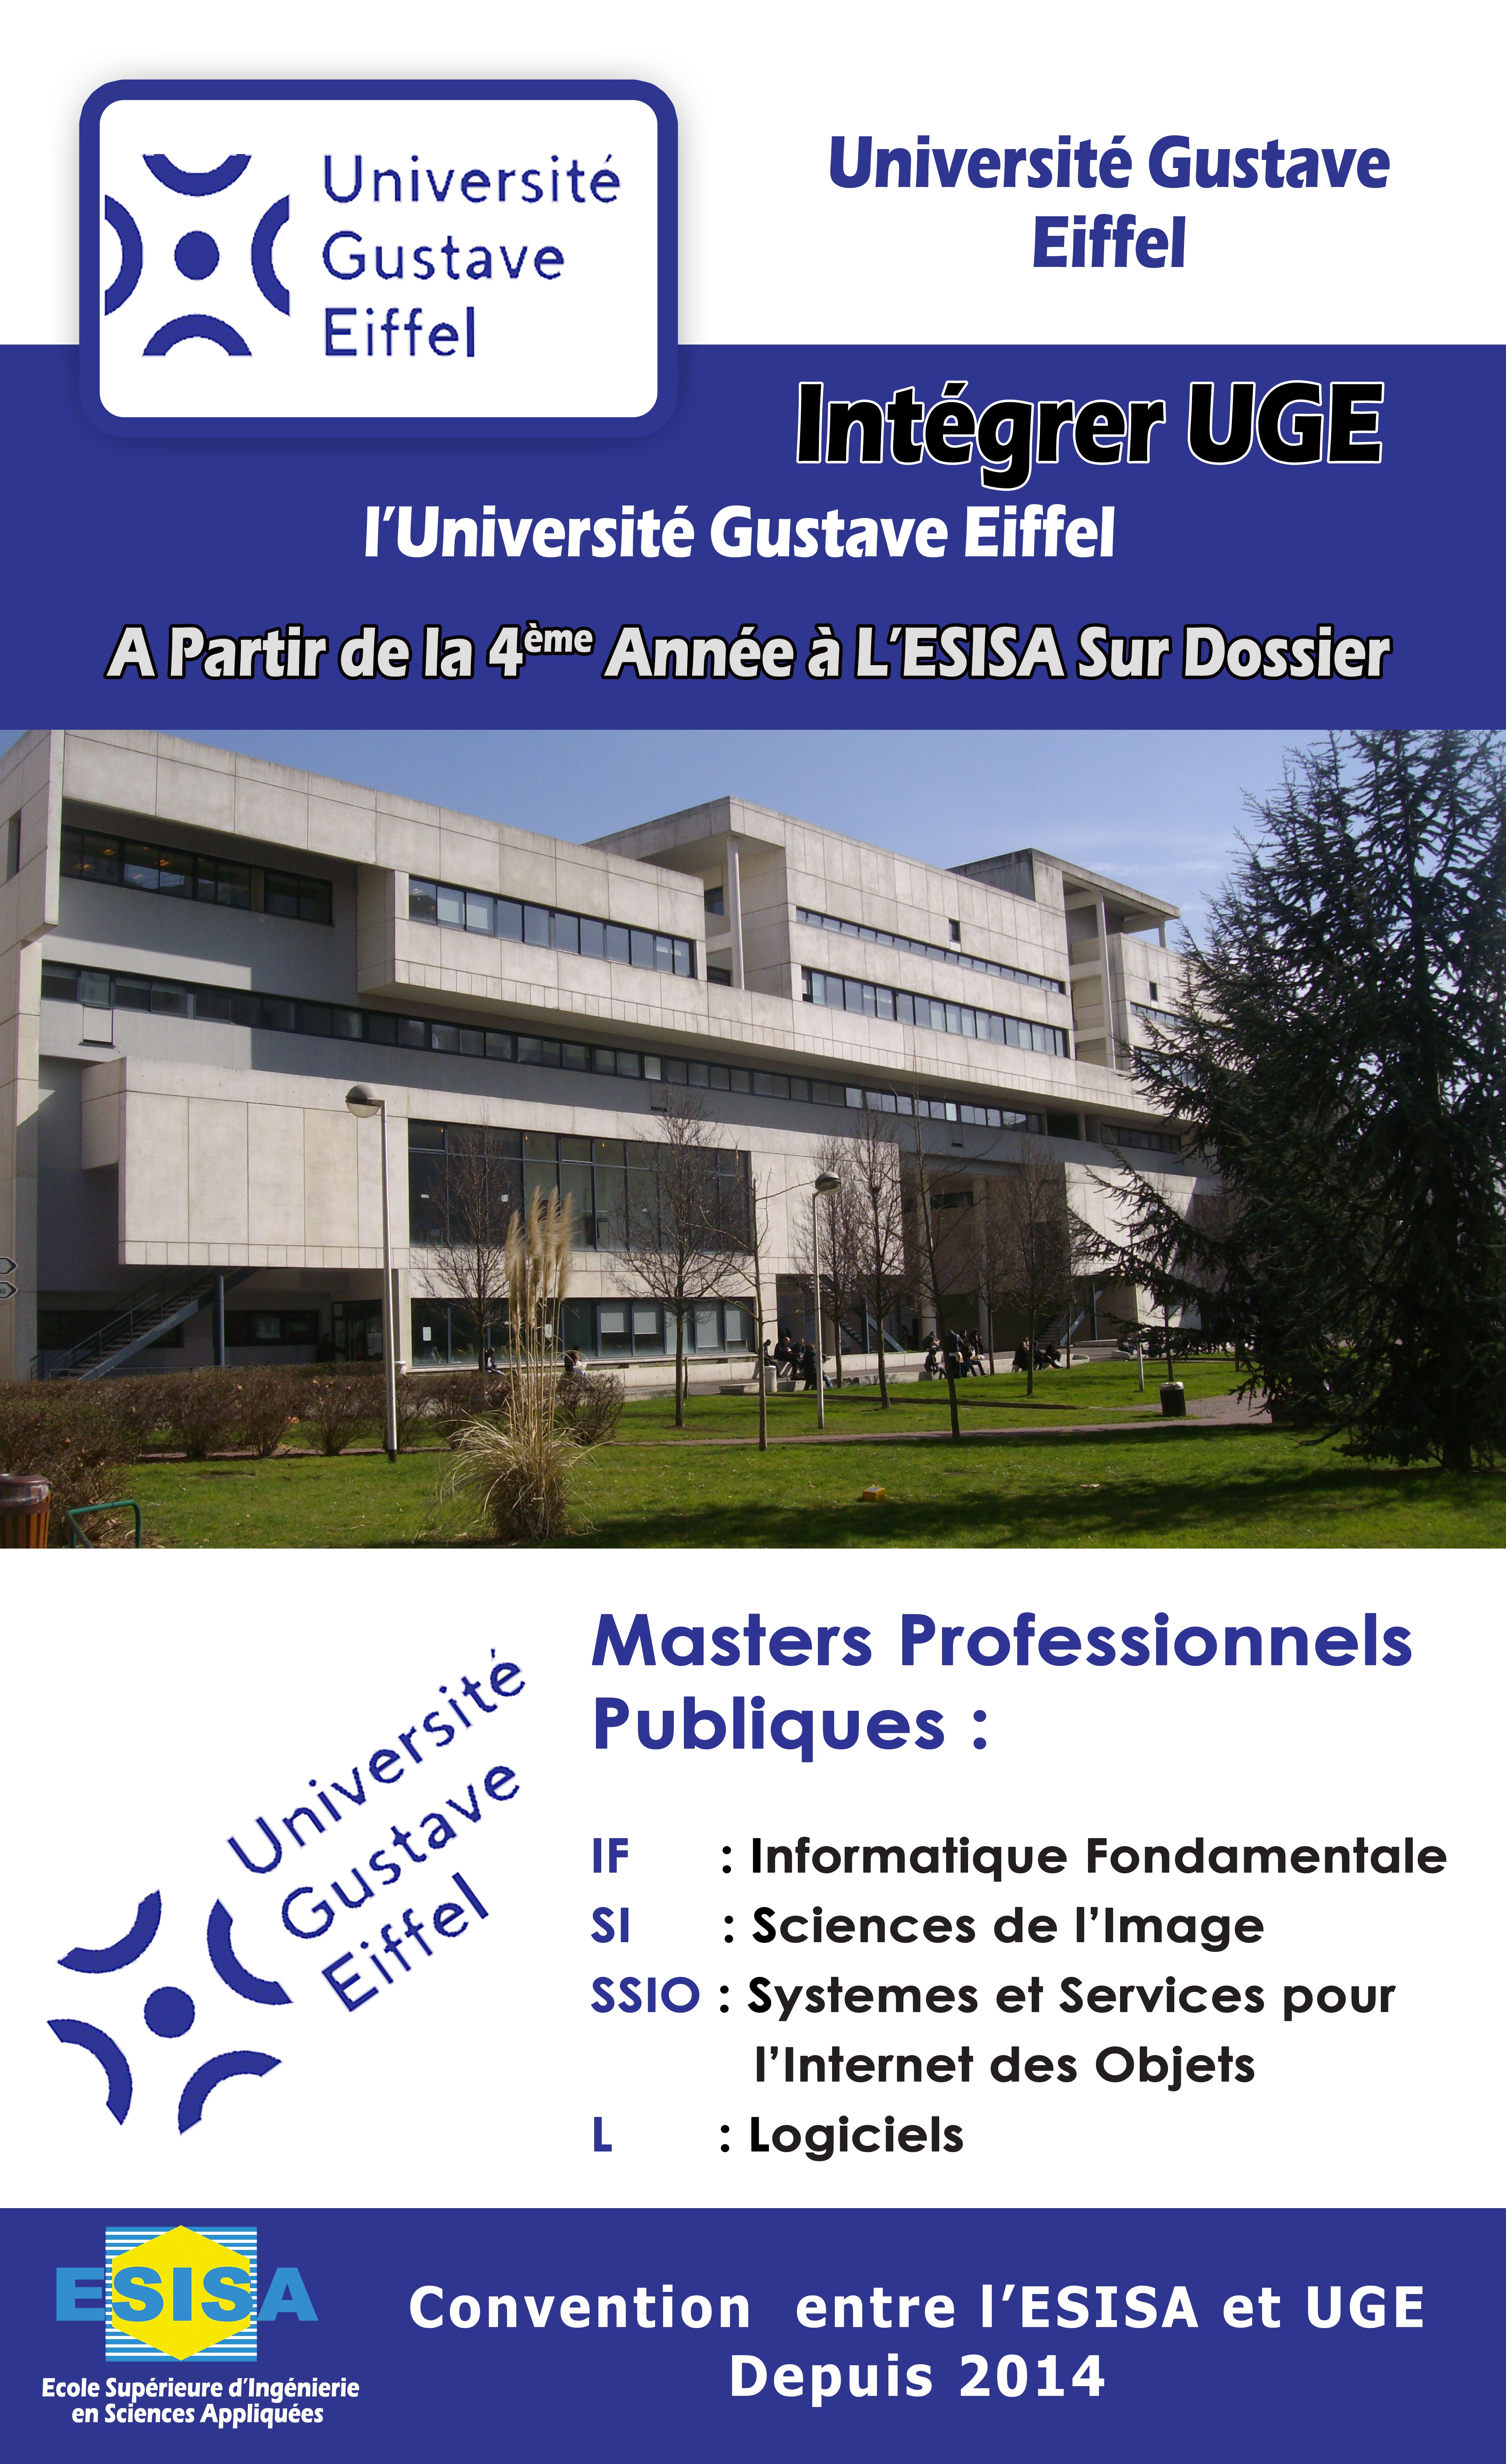 Université
Gustave
Eiffel
Université Gustave
Eiffel
Intégrer UGE
l'Université Gustave Eiffel
A Partir de la 4ème Année à L'ESISA Sur Dossier
Masters Professionnels
Publiques :
Université
Gustave
Eiffel
IF : Informatique Fondamentale
SI : Sciences de l'Image
SSIO : Systemes et Services pour
l'Internet des Objets
L : Logiciels
ESISA
Ecole Supérieure d'Ingénierie
en Sciences Appliquées
Convention entre l'ESISA et UGE
Depuis 2014